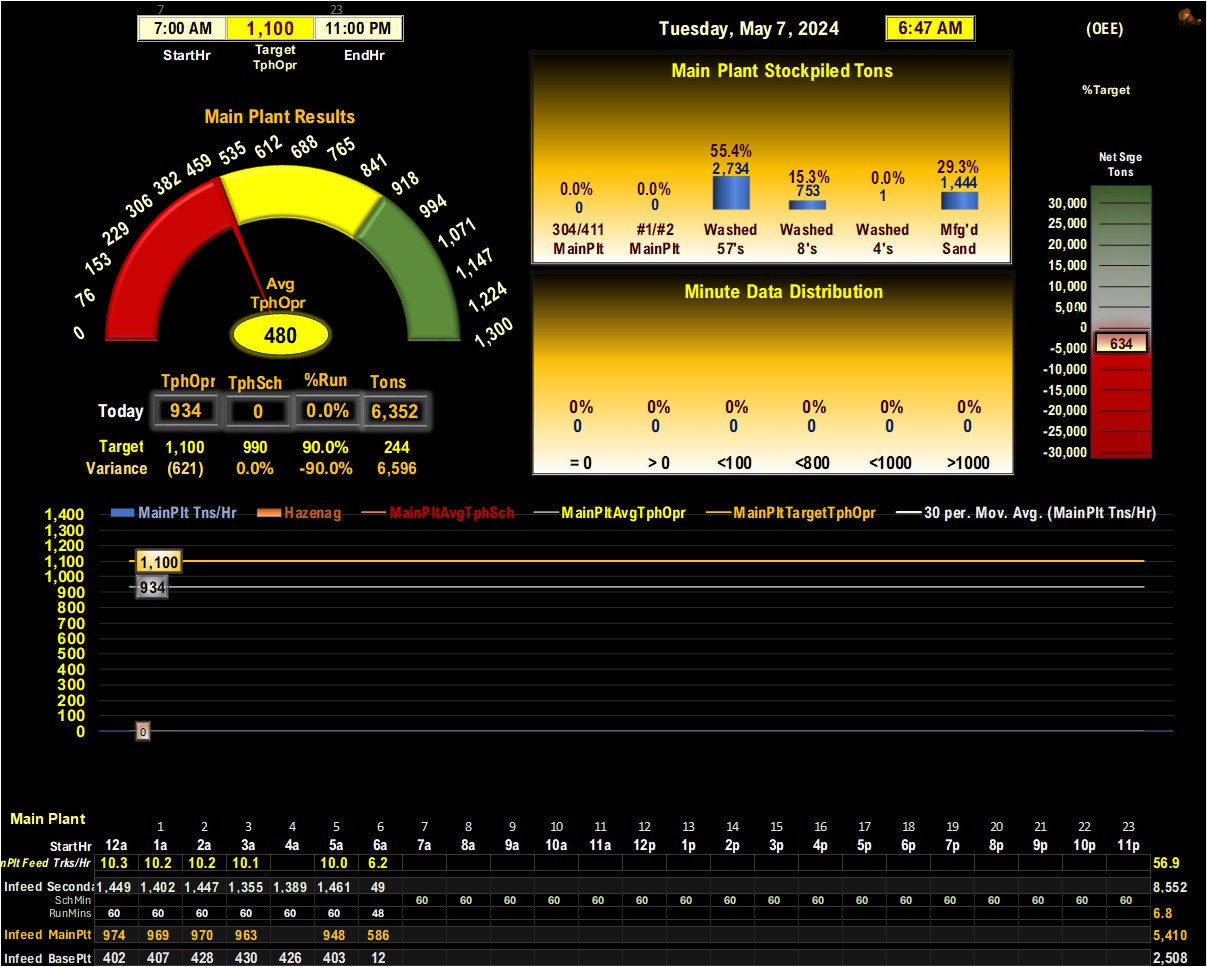 7 23
7:00 AM 1,100 11:00 PM
StartHr Target TphOpr EndHr
Tuesday, May 7, 2024 6:47 AM (OEE)
%Target
Main Plant Results
0 76 153 229 306 382 459 535 612 688 765 841 918 994 1,071 1,147 1,224 1,300
Avg
TphOpr
480
TphOpr TphSch %Run Tons
Today 934 0 0.0% 6,352
Target 1,100 990 90.0% 244
Variance (621) 0.0% -90.0% 6,596
Main Plant Stockpiled Tons
0.0% 0.0% 55.4% 15.3% 0.0% 29.3%
0 0 2,734 753 1 1,444
304/411 #1/#2 Washed Washed Washed Mfg'd
MainPlt MainPlt 57's 8's 4's Sand
Minute Data Distribution
0% 0% 0% 0% 0% 0%
0 0 0 0 0 0
= 0 > 0 <100 <800 <1000 >1000
Net Srge
Tons
30,000
25,000
20,000
15,000
10,000
5,000
0
-5,000 634
-10,000
-15,000
-20,000
-25,000
-30,000
MainPlt Tns/Hr Hazenag MainPltAvgTphSch MainPltAvgTphOpr MainPltTargetTphOpr 30 per. Mov. Avg. (MainPlt Tns/Hr)
1,400
1,300
1,200
1,100 1,100
1,000
900 934
800
700
600
500
400
300
200
100
0 0
Main Plant
1 2 3 4 5 6 7 8 9 10 11 12 13 14 15 16 17 18 19 20 21 22 23
StartHr 12a 1a 2a 3a 4a 5a 6a 7a 8a 9a 10a 11a 12p 1p 2p 3p 4p 5p 6p 7p 8p 9p 10p 11p
nPlt Feed Trks/Hr 10.3 10.2 10.2 10.1 10.0 6.2 56.9
Infeed Seconda 1,449 1,402 1,447 1,355 1,389 1,461 49 8,552
SchMin 60 60 60 60 60 60 60 60 60 60 60 60 60 60 60 60 60
RunMins 60 60 60 60 60 60 48 6.8
Infeed MainPlt 974 969 970 963 948 586 5,410
Infeed BasePlt 402 407 428 430 426 403 12 2,508